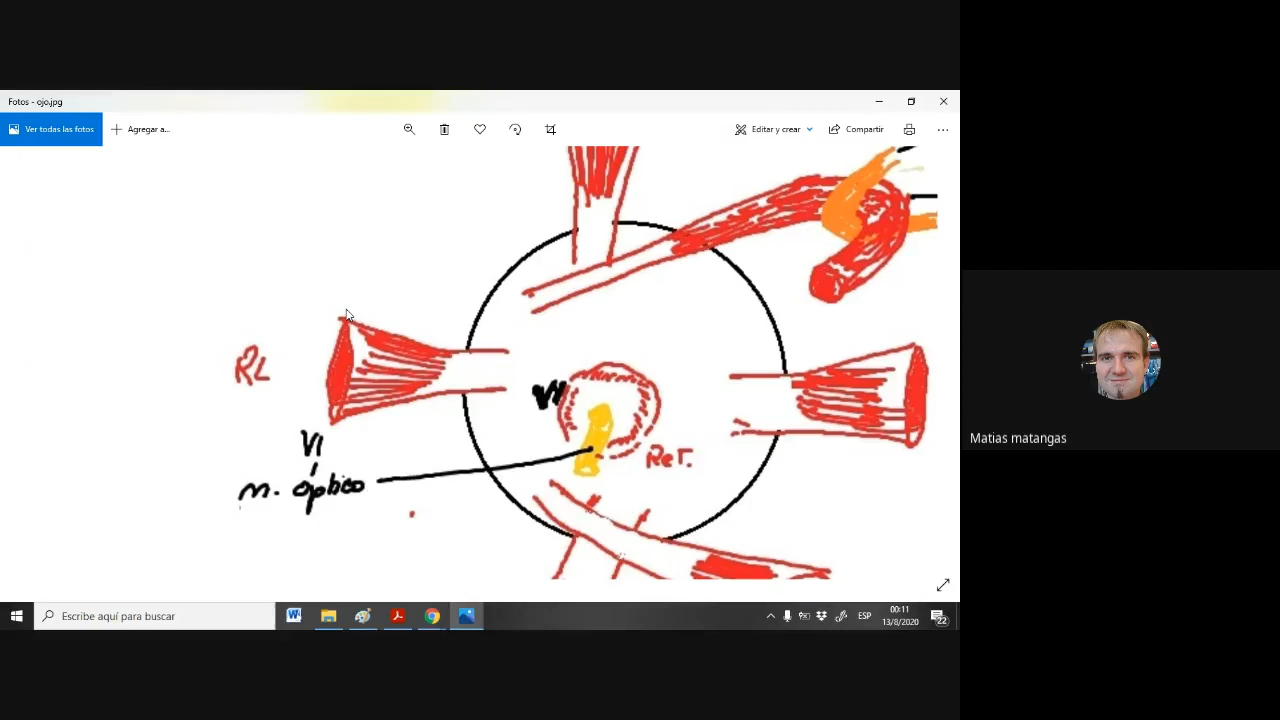 Fotos - ojo.jpg
Ver todas las fotos
Agregar a...
Editar y crear
Compartir
RL
VI
VI
n. óptico
Ret.
Matias matangas
Escribe aquí para buscar
ESP
00:11
13/8/2020
22